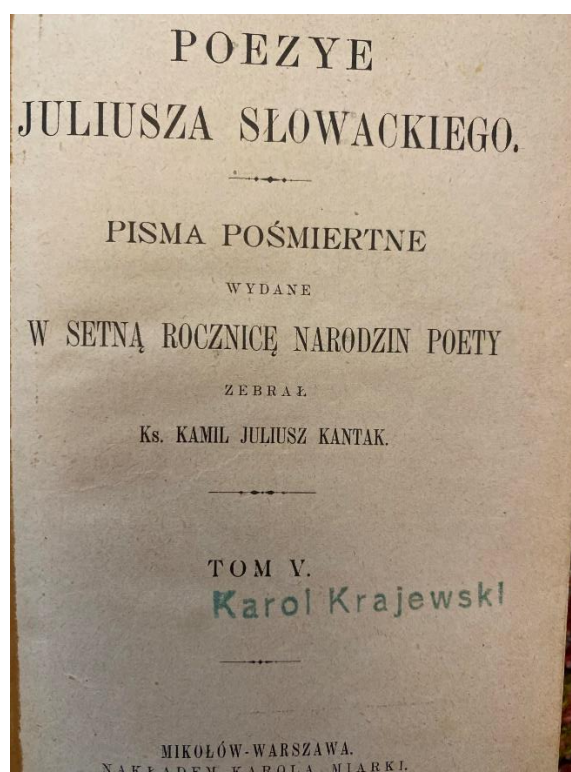 POEZYE
JULIUSZA SŁOWACKIEGO.
PISMA POŚMIERTNE
WYDANE
W SETNĄ ROCZNICĘ NARODZIN POETY
ZEBRAŁ
Ks. KAMIL JULIUSZ KANTAK.
TOM V.
Karol Krajewski
MIKOŁÓW-WARSZAWA.
NAKŁADEM KAROLA MIARKI.